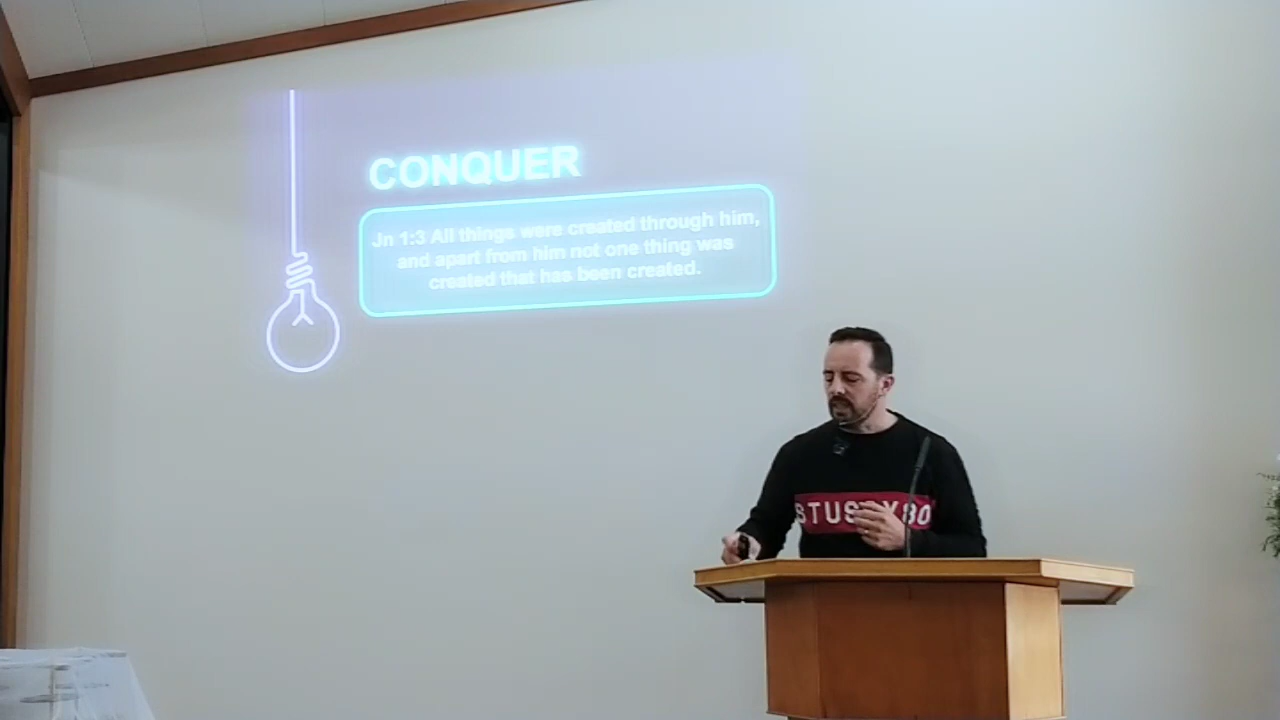 CONQUER
Jn 1:3 All things were created through him,
and apart from him not one thing was
created that has been created.